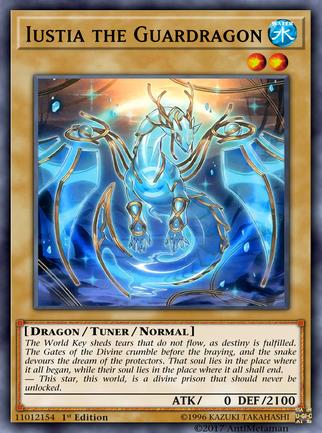 Iustia the Guardragon
WATER
水
[Dragon / Tuner / Normal]
The World Key sheds tears that do not flow, as destiny is fulfilled.
The Gates of the Divine crumble before the braying, and the snake
devours the dream of the protectors. That soul lies in the place where
it all began, while their soul lies in the place where it all shall end.
— This star, this world, is a divine prison that should never be
unlocked.
ATK/ 0 DEF/2100
11012154 1st Edition ©1996 KAZUKI TAKAHASHI
©2017 AntiMetaman